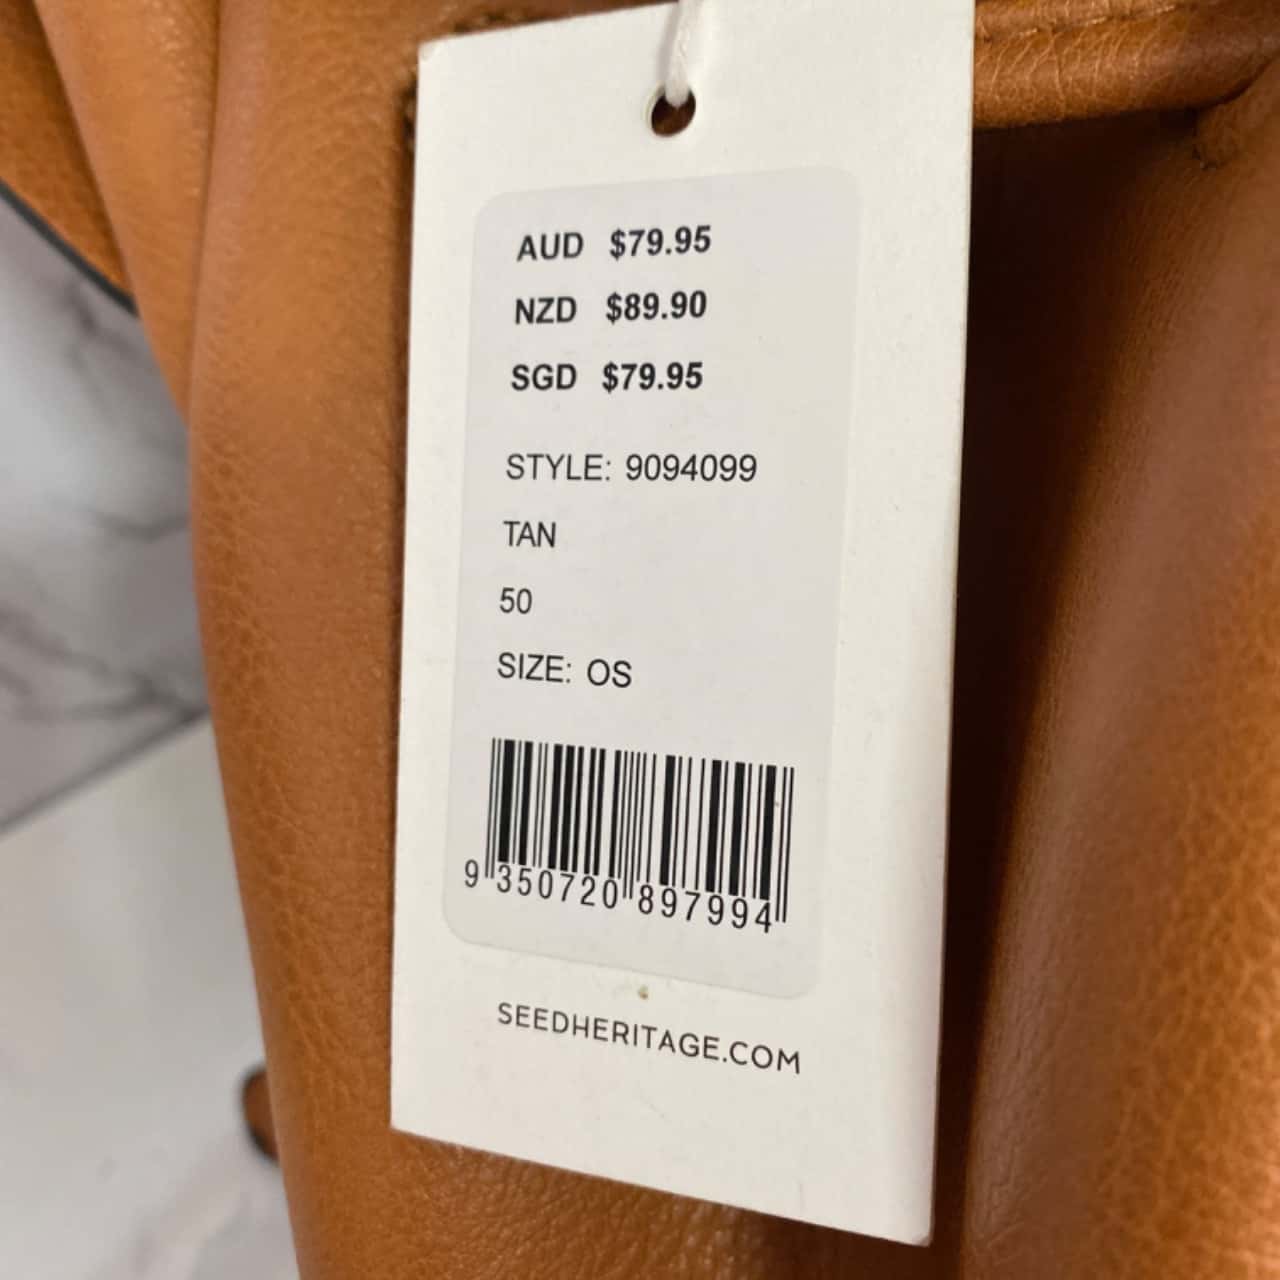 AUD $79.95
NZD $89.90
SGD $79.95
STYLE: 9094099
TAN
50
SIZE: OS
9 350720 897994
SEEDHERITAGE.COM